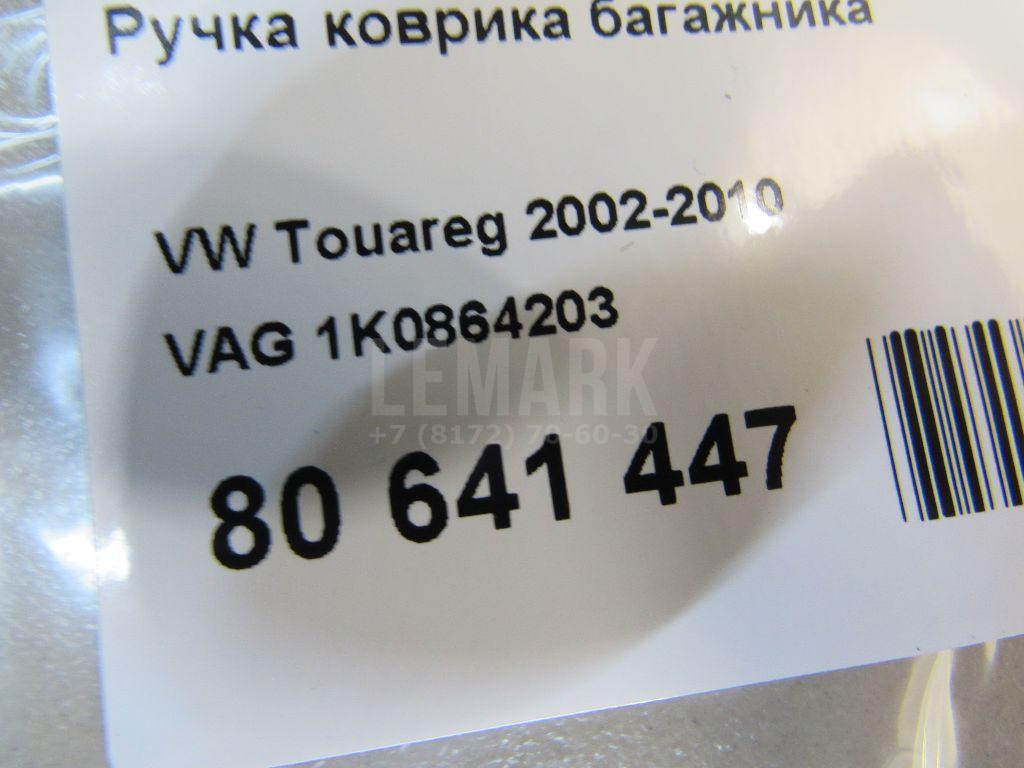 Ручка коврика багажника
VW Touareg 2002-2010
VAG 1K0864203
LEMARK
+7 (8172) 70-60-30
80 641 447